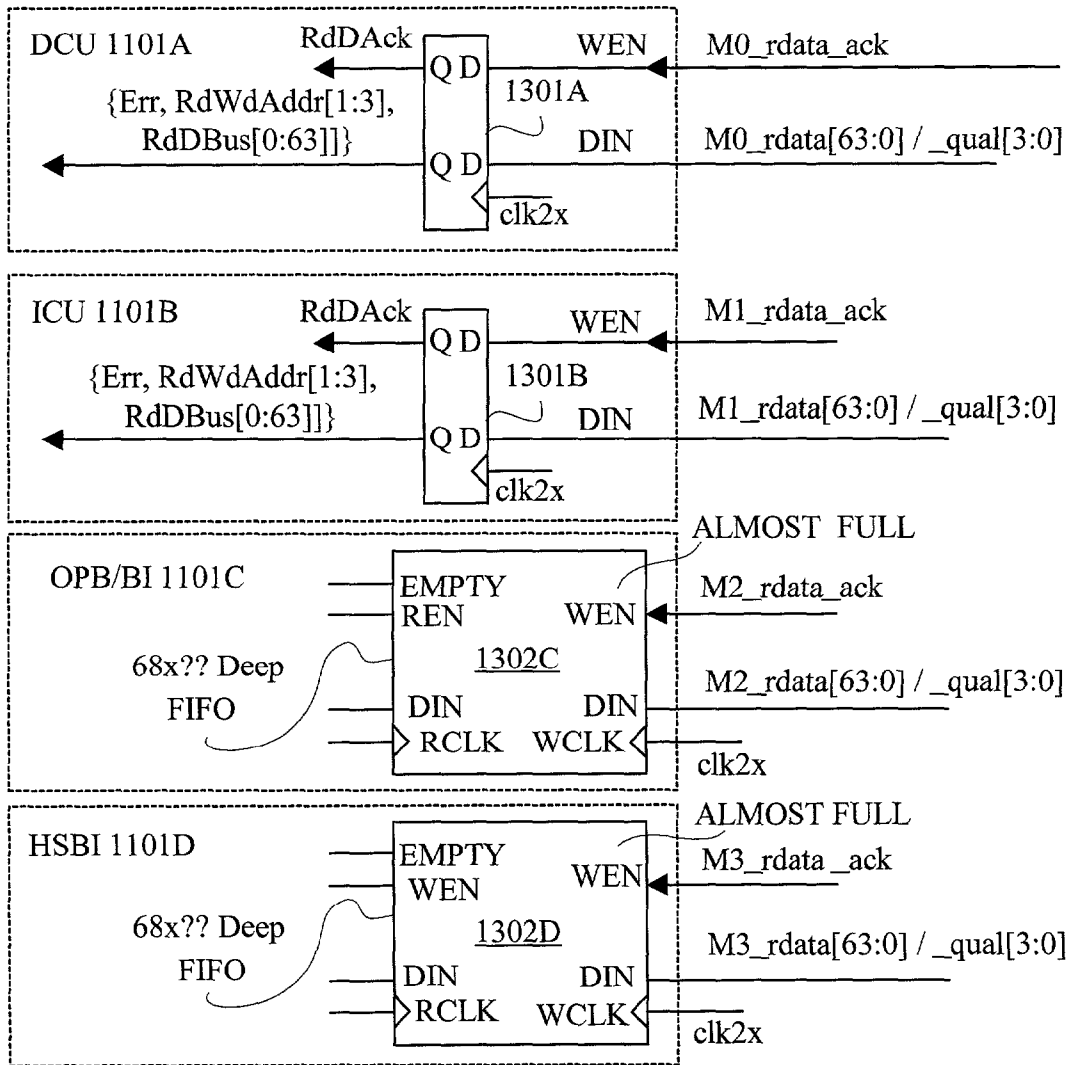 DCU 1101A
RdDAck
WEN
M0_rdata_ack
Q D
1301A
{Err, RdWdAddr[1:3],
RdDBus[0:63]]}
DIN
M0_rdata[63:0] / _qual[3:0]
Q D
clk2x
ICU 1101B
RdDAck
WEN
M1_rdata_ack
Q D
1301B
{Err, RdWdAddr[1:3],
RdDBus[0:63]]}
DIN
M1_rdata[63:0] / _qual[3:0]
Q D
clk2x
ALMOST FULL
OPB/BI 1101C
EMPTY
M2_rdata_ack
REN
WEN
1302C
68x?? Deep
FIFO
M2_rdata[63:0] / _qual[3:0]
DIN
DIN
RCLK
WCLK
clk2x
ALMOST FULL
HSBI 1101D
EMPTY
M3_rdata _ack
WEN
WEN
1302D
68x?? Deep
FIFO
M3_rdata[63:0] / _qual[3:0]
DIN
DIN
RCLK
WCLK
clk2x